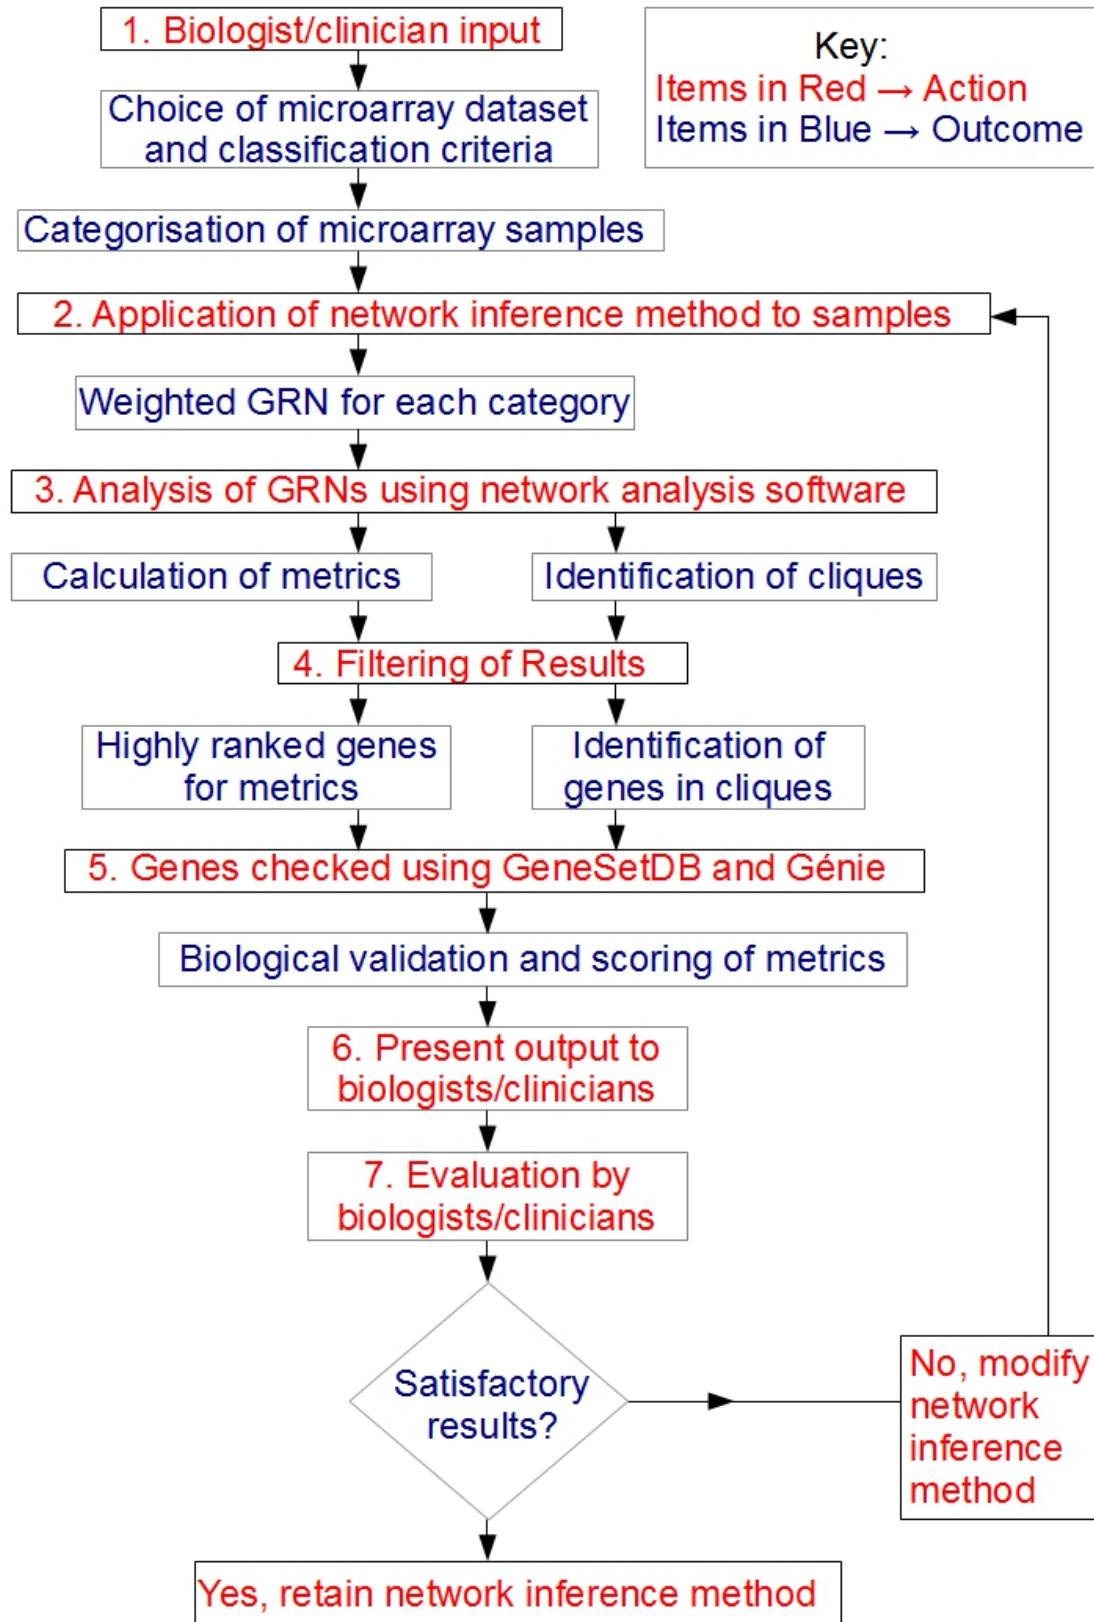 1. Biologist/clinician input
Key:
Items in Red → Action
Items in Blue → Outcome
Choice of microarray dataset
and classification criteria
Categorisation of microarray samples
2. Application of network inference method to samples
Weighted GRN for each category
3. Analysis of GRNs using network analysis software
Calculation of metrics
Identification of cliques
4. Filtering of Results
Highly ranked genes
for metrics
Identification of
genes in cliques
5. Genes checked using GeneSetDB and Génie
Biological validation and scoring of metrics
6. Present output to
biologists/clinicians
7. Evaluation by
biologists/clinicians
Satisfactory
results?
No, modify
network
inference
method
Yes, retain network inference method